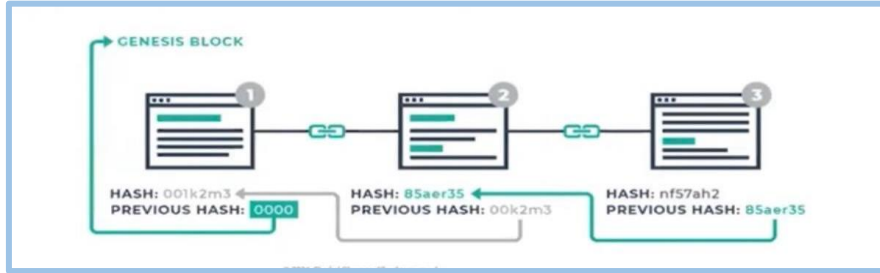 GENESIS BLOCK
1
2
3
HASH: 001k2m3
PREVIOUS HASH: 0000
HASH: 85aer35
PREVIOUS HASH: 00k2m3
HASH: nf57ah2
PREVIOUS HASH: 85aer35